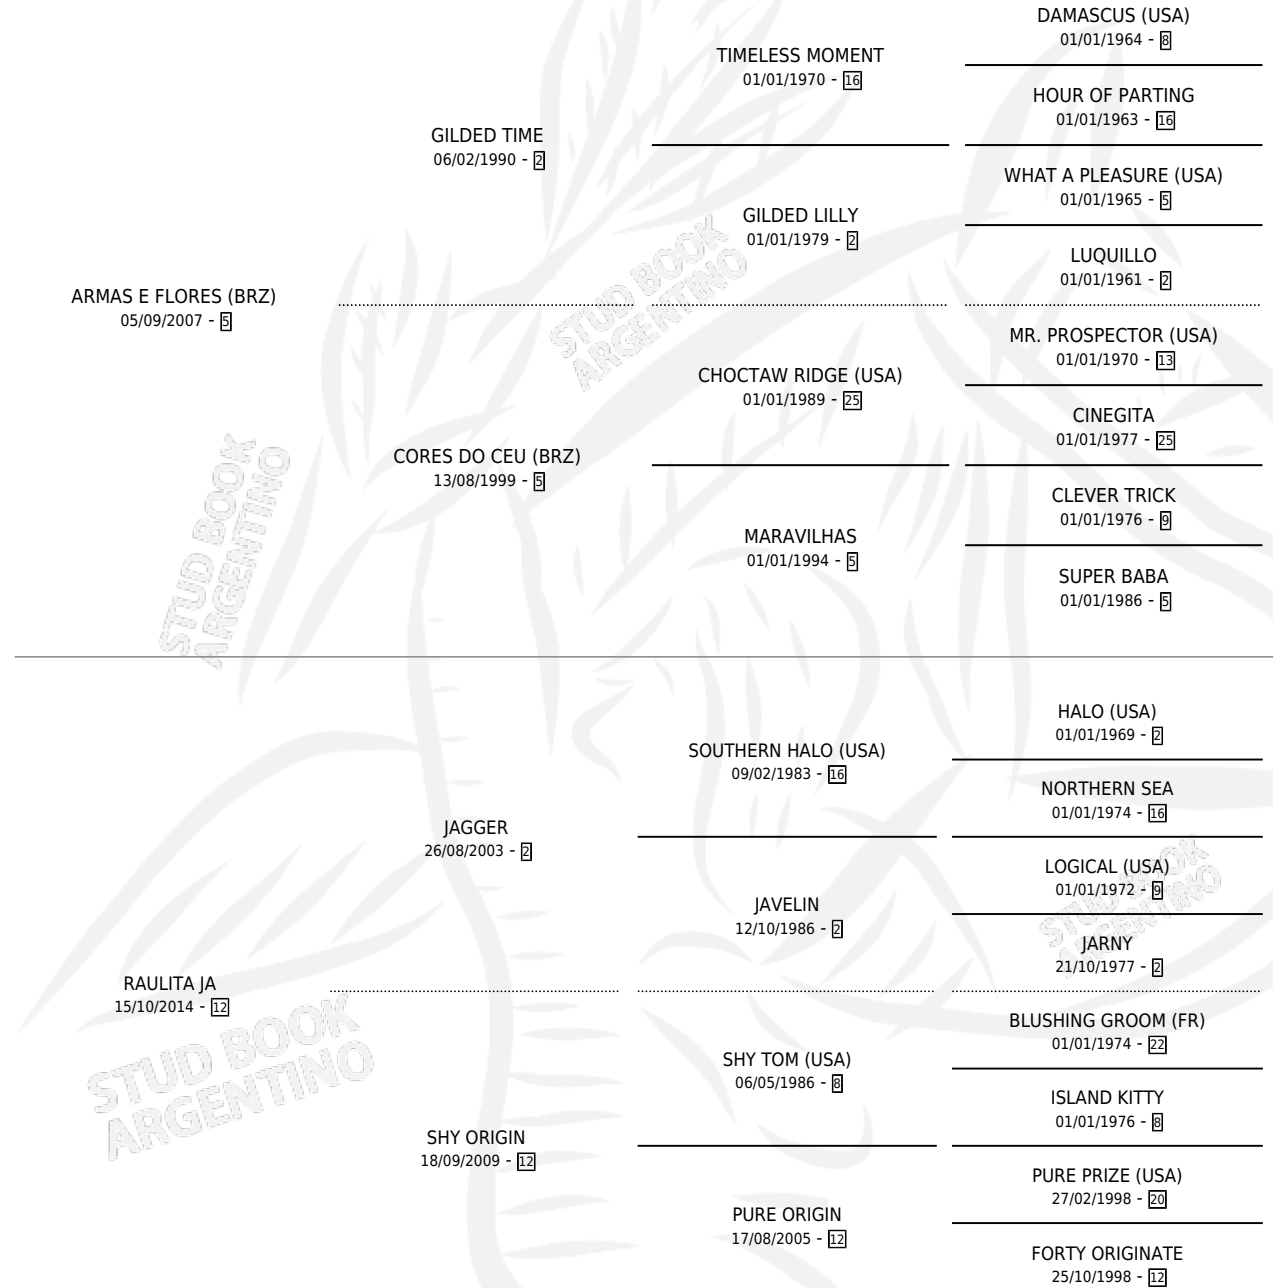 DAMASCUS (USA)
01/01/1964 - 8
TIMELESS MOMENT
01/01/1970 - 16
HOUR OF PARTING
01/01/1963 - 16
GILDED TIME
06/02/1990 - 2
WHAT A PLEASURE (USA)
01/01/1965 - 5
GILDED LILLY
01/01/1979 - 2
LUQUILLO
01/01/1961 - 2
ARMAS E FLORES (BRZ)
05/09/2007 - 5
STUD BOOK
ARGENTINO
MR. PROSPECTOR (USA)
01/01/1970 - 13
CHOCTAW RIDGE (USA)
01/01/1989 - 25
CINEGITA
01/01/1977 - 25
CORES DO CEU (BRZ)
13/08/1999 - 5
CLEVER TRICK
01/01/1976 - 9
MARAVILHAS
01/01/1994 - 5
SUPER BABA
01/01/1986 - 5
STUD BOOK
ARGENTINO
HALO (USA)
01/01/1969 - 2
SOUTHERN HALO (USA)
09/02/1983 - 16
NORTHERN SEA
01/01/1974 - 16
JAGGER
26/08/2003 - 2
LOGICAL (USA)
01/01/1972 - 9
JAVELIN
12/10/1986 - 2
JARNY
21/10/1977 - 2
STUD BOOK
ARGENTINO
RAULITA JA
15/10/2014 - 12
BLUSHING GROOM (FR)
01/01/1974 - 22
SHY TOM (USA)
06/05/1986 - 8
ISLAND KITTY
01/01/1976 - 8
STUD BOOK
ARGENTINO
SHY ORIGIN
18/09/2009 - 12
PURE PRIZE (USA)
27/02/1998 - 20
PURE ORIGIN
17/08/2005 - 12
FORTY ORIGINATE
25/10/1998 - 12